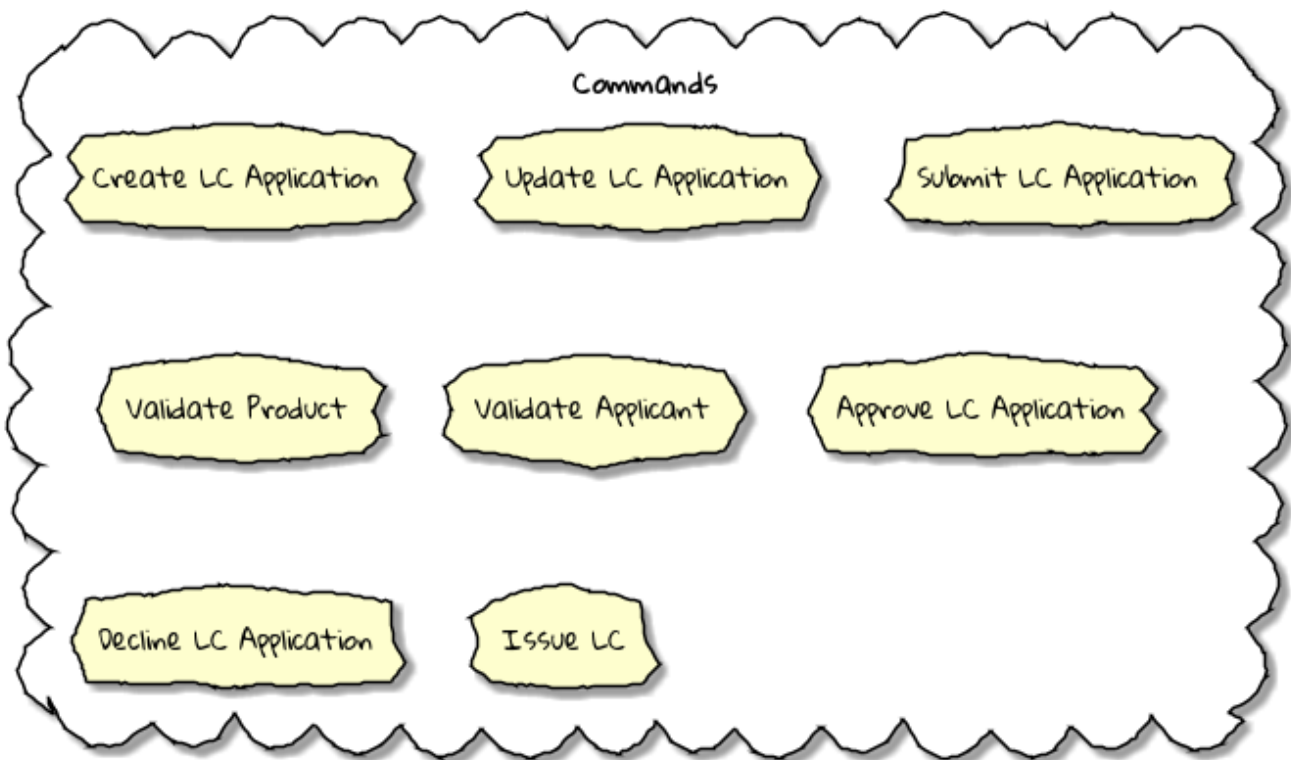 Commands
Create LC Application
Update LC Application
Submit LC Application
Validate Product
Validate Applicant
Approve LC Application
Decline LC Application
Issue LC